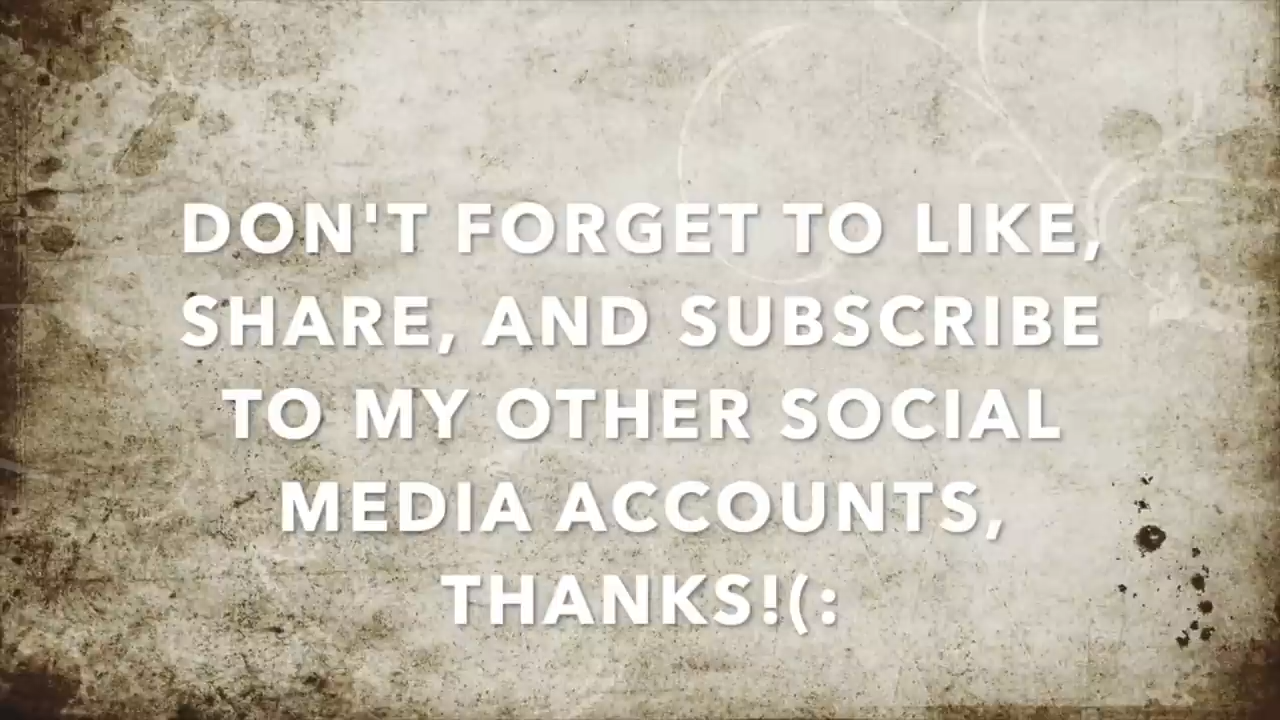 DON'T FORGET TO LIKE,
SHARE, AND SUBSCRIBE
TO MY OTHER SOCIAL
MEDIA ACCOUNTS,
THANKS!(: